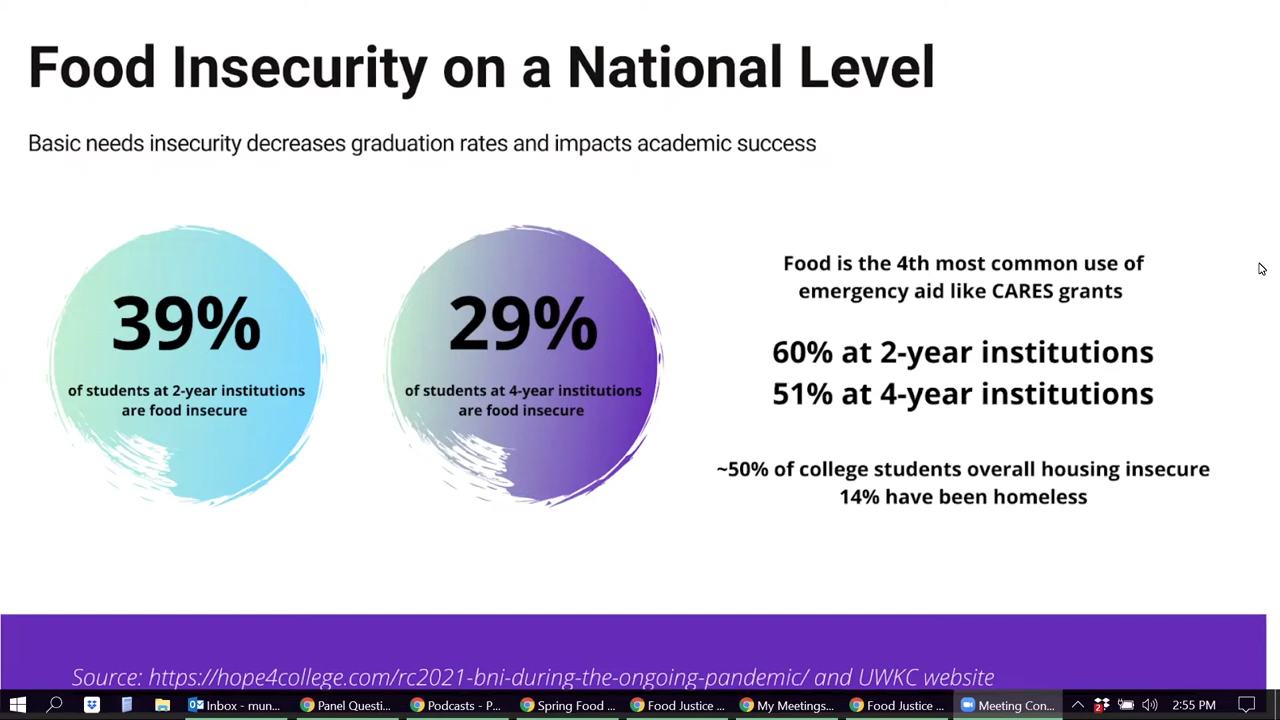 Food Insecurity on a National Level
Basic needs insecurity decreases graduation rates and impacts academic success
39%
of students at 2-year institutions
are food insecure
29%
of students at 4-year institutions
are food insecure
Food is the 4th most common use of
emergency aid like CARES grants
60% at 2-year institutions
51% at 4-year institutions
~50% of college students overall housing insecure
14% have been homeless
Source: https://hope4college.com/rc2021-bni-during-the-ongoing-pandemic/ and UWKC website
Inbox - mun...
Panel Questi...
Podcasts - P...
Spring Food ...
Food Justice ...
My Meetings...
Food Justice ...
Meeting Con...
2
2:55 PM